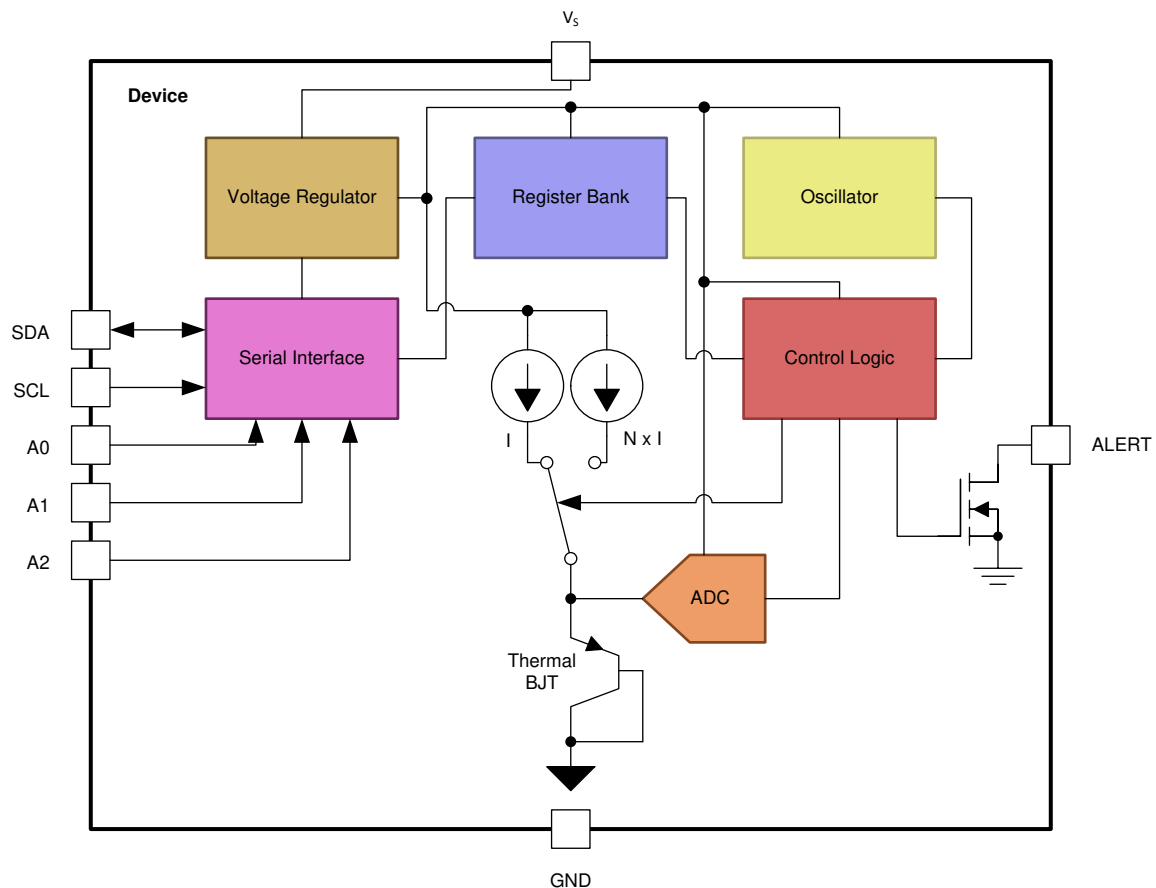 VS
Device
Voltage Regulator
Register Bank
Oscillator
SDA
Serial Interface
Control Logic
SCL
A0
I
N x I
ALERT
A1
A2
ADC
Thermal
BJT
GND